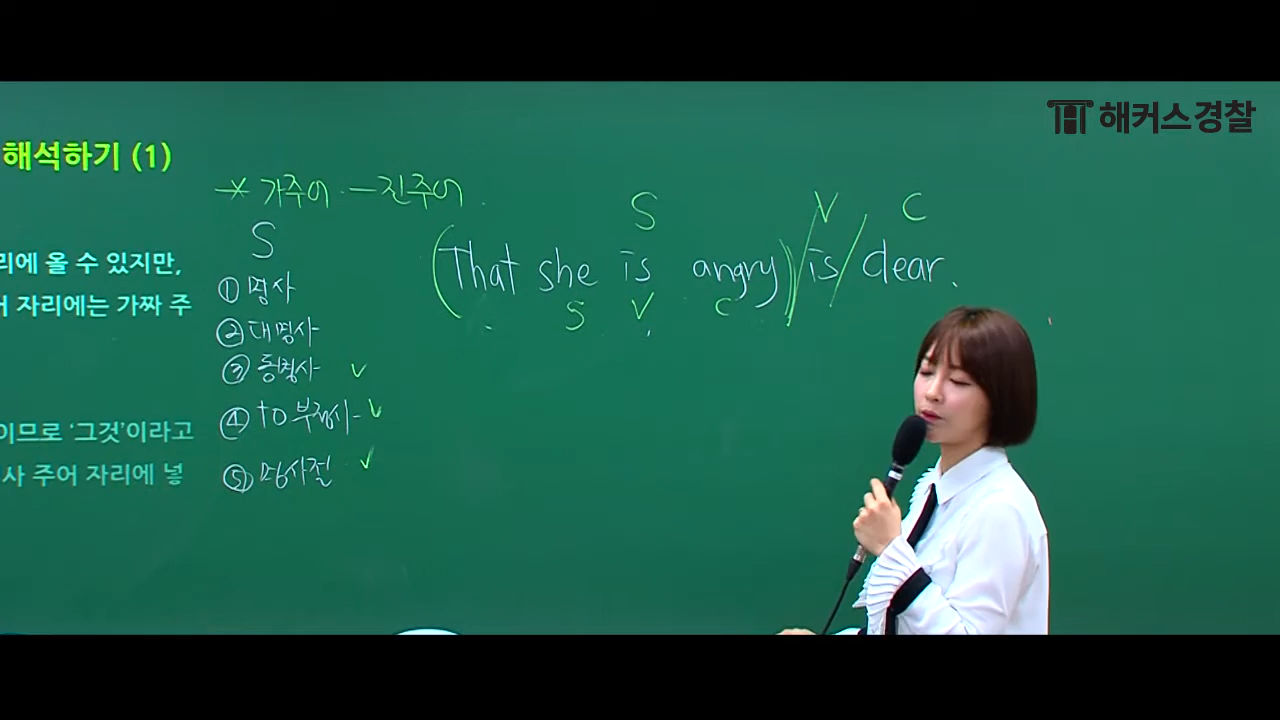 해커스경찰
해석하기 (1)
* 가주어 - 진주어
S
① 명사
② 대명사
③ 동명사 v
④ to 부정사 v
⑤ 명사절 v
S V C
(That she is angry) / is / clear.
S V C
리에 올 수 있지만,
어 자리에는 가짜 주
이므로 '그것'이라고
사 주어 자리에 넣